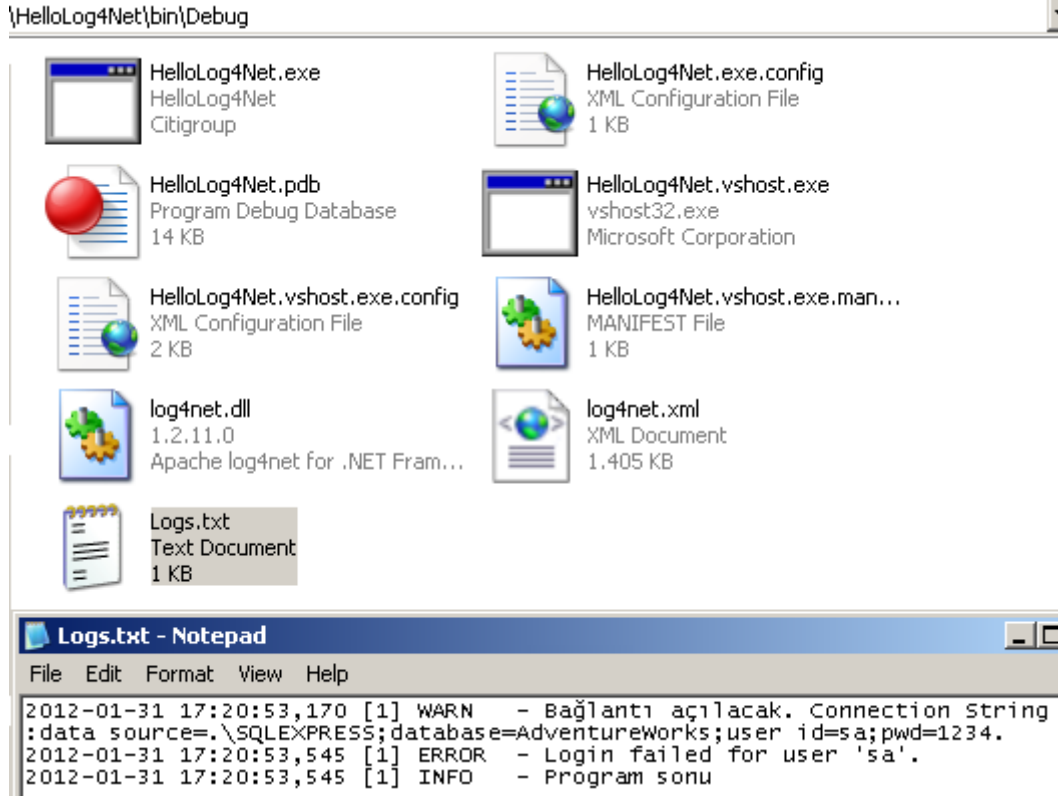 \HelloLog4Net\bin\Debug
HelloLog4Net.exe
HelloLog4Net
Citigroup
HelloLog4Net.exe.config
XML Configuration File
1 KB
HelloLog4Net.pdb
Program Debug Database
14 KB
HelloLog4Net.vshost.exe
vshost32.exe
Microsoft Corporation
HelloLog4Net.vshost.exe.config
XML Configuration File
2 KB
HelloLog4Net.vshost.exe.man...
MANIFEST File
1 KB
log4net.dll
1.2.11.0
Apache log4net for .NET Fram...
log4net.xml
XML Document
1.405 KB
Logs.txt
Text Document
1 KB
Logs.txt - Notepad
File Edit Format View Help
2012-01-31 17:20:53,170 [1] WARN  - Bağlantı açılacak. Connection String
:data source=.\SQLEXPRESS;database=AdventureWorks;user id=sa;pwd=1234.
2012-01-31 17:20:53,545 [1] ERROR - Login failed for user 'sa'.
2012-01-31 17:20:53,545 [1] INFO  - Program sonu